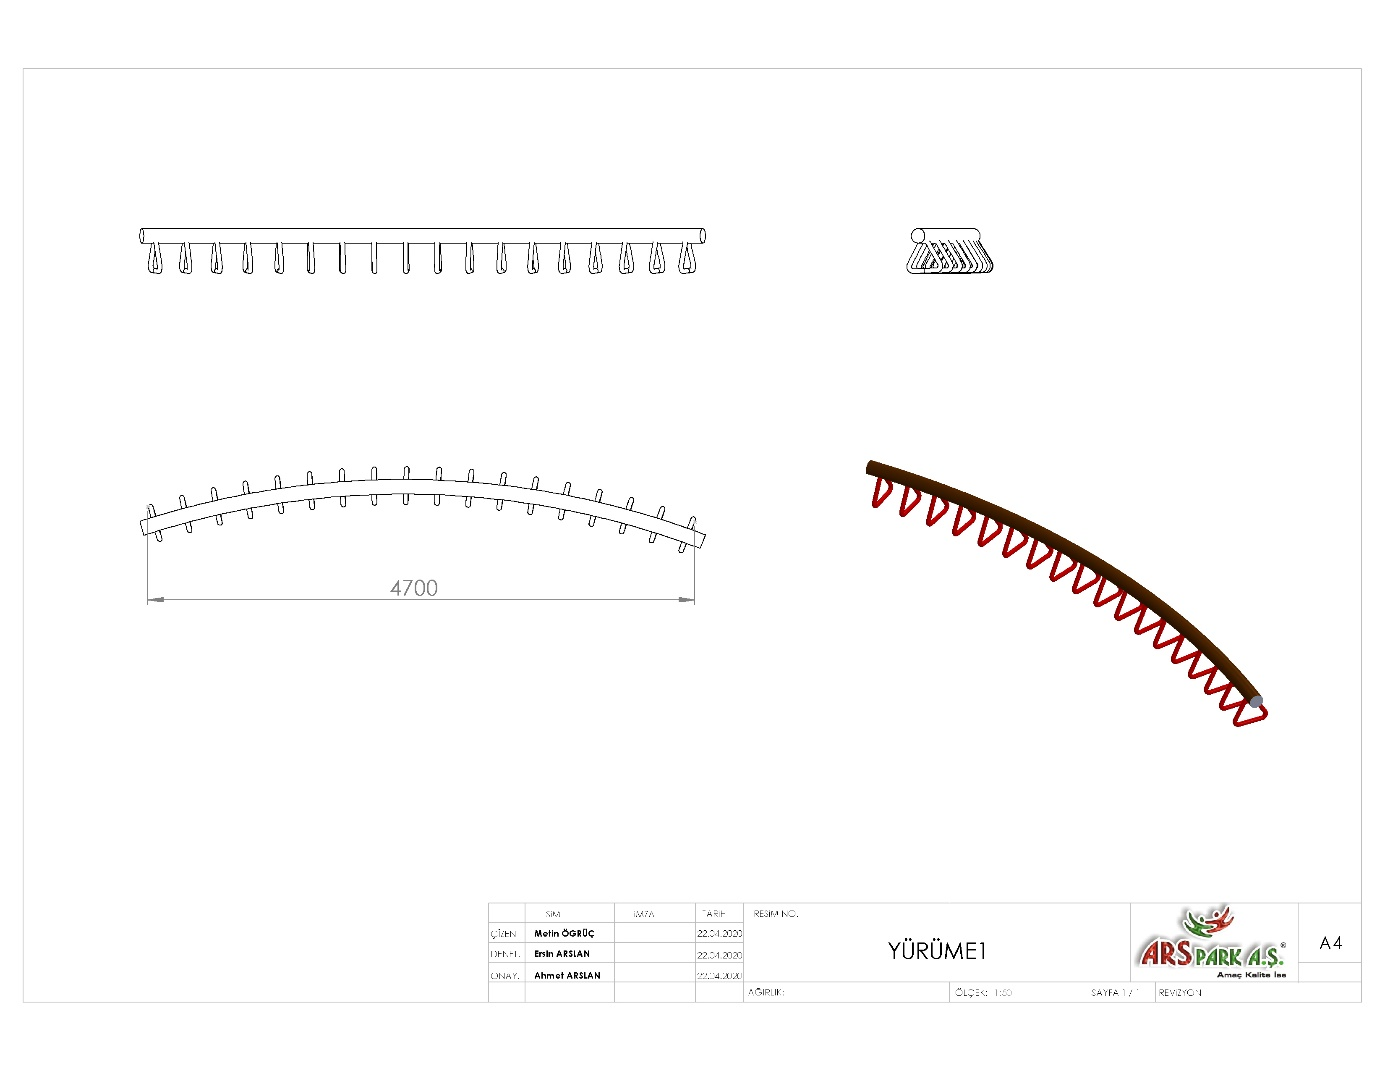 4700
İSİM
İMZA
TARİH
RESİM NO.
ÇİZEN.
Metin ÖGRÜÇ
22.04.2020
DENET.
Ersin ARSLAN
22.04.2020
ONAY.
Ahmet ARSLAN
22.04.2020
YÜRÜME1
ARSPARK A.Ş.®
Amaç Kalite ise
A4
AĞIRLIK:
ÖLÇEK: 1:50
SAYFA 1 / 1
REVİZYON